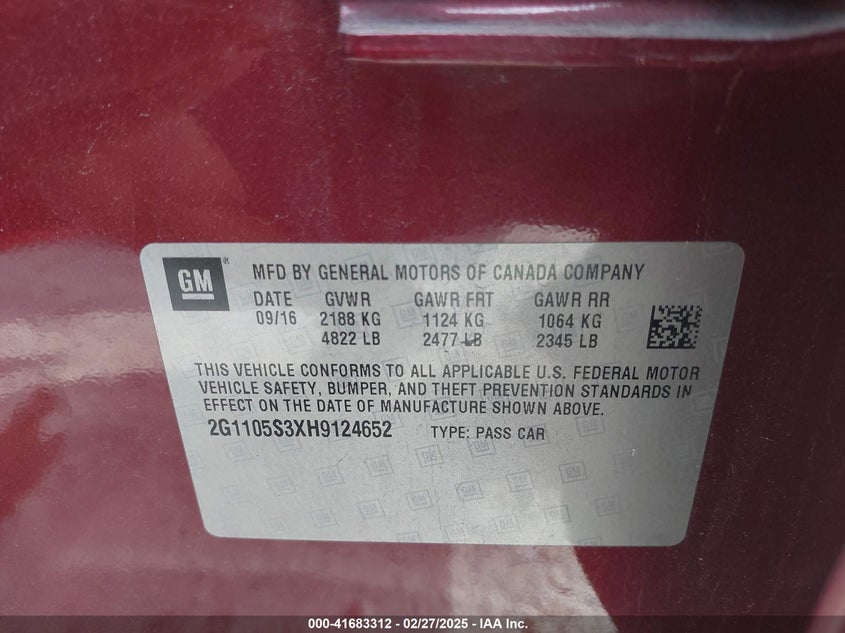 GM®
MFD BY GENERAL MOTORS OF CANADA COMPANY
DATE GVWR GAWR FRT GAWR RR
09/16 2188 KG 1124 KG 1064 KG
4822 LB 2477 LB 2345 LB
THIS VEHICLE CONFORMS TO ALL APPLICABLE U.S. FEDERAL MOTOR
VEHICLE SAFETY, BUMPER, AND THEFT PREVENTION STANDARDS IN
EFFECT ON THE DATE OF MANUFACTURE SHOWN ABOVE.
2G1105S3XH9124652 TYPE: PASS CAR
000-41683312 - 02/27/2025 - IAA Inc.